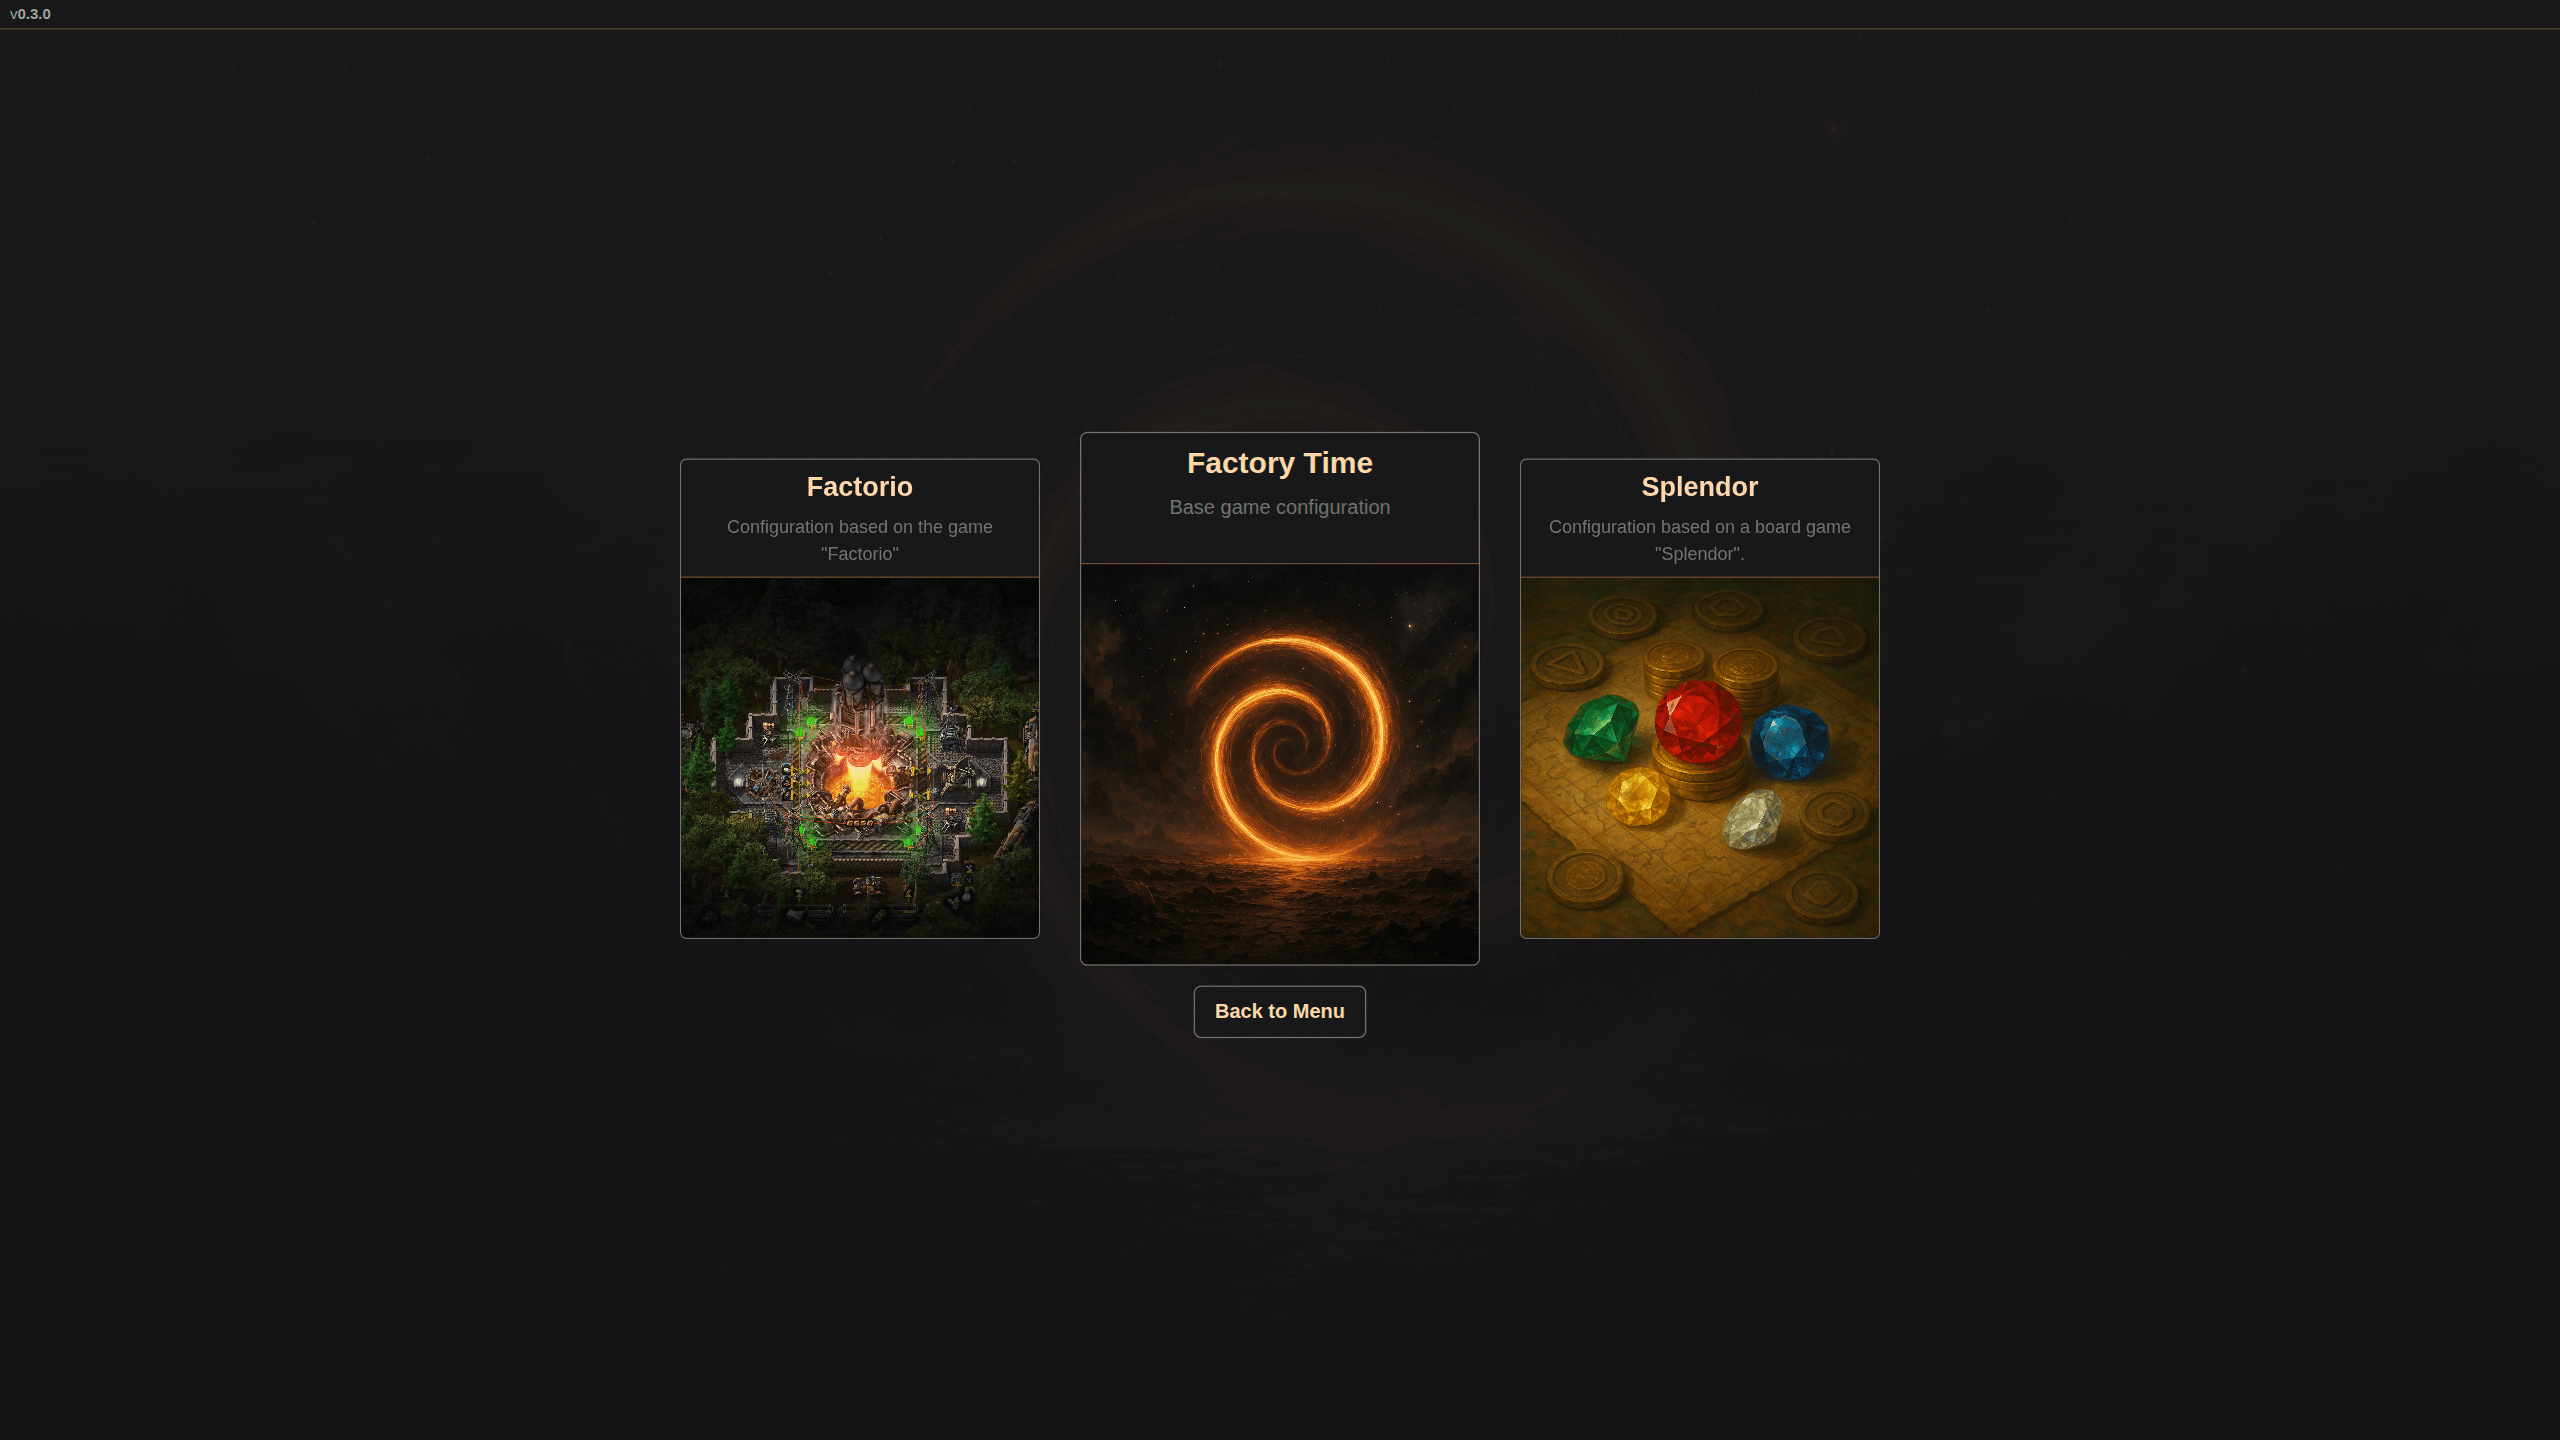 v0.3.0
Factorio
Configuration based on the game
"Factorio"
Factory Time
Base game configuration
Splendor
Configuration based on a board game
"Splendor".
Back to Menu